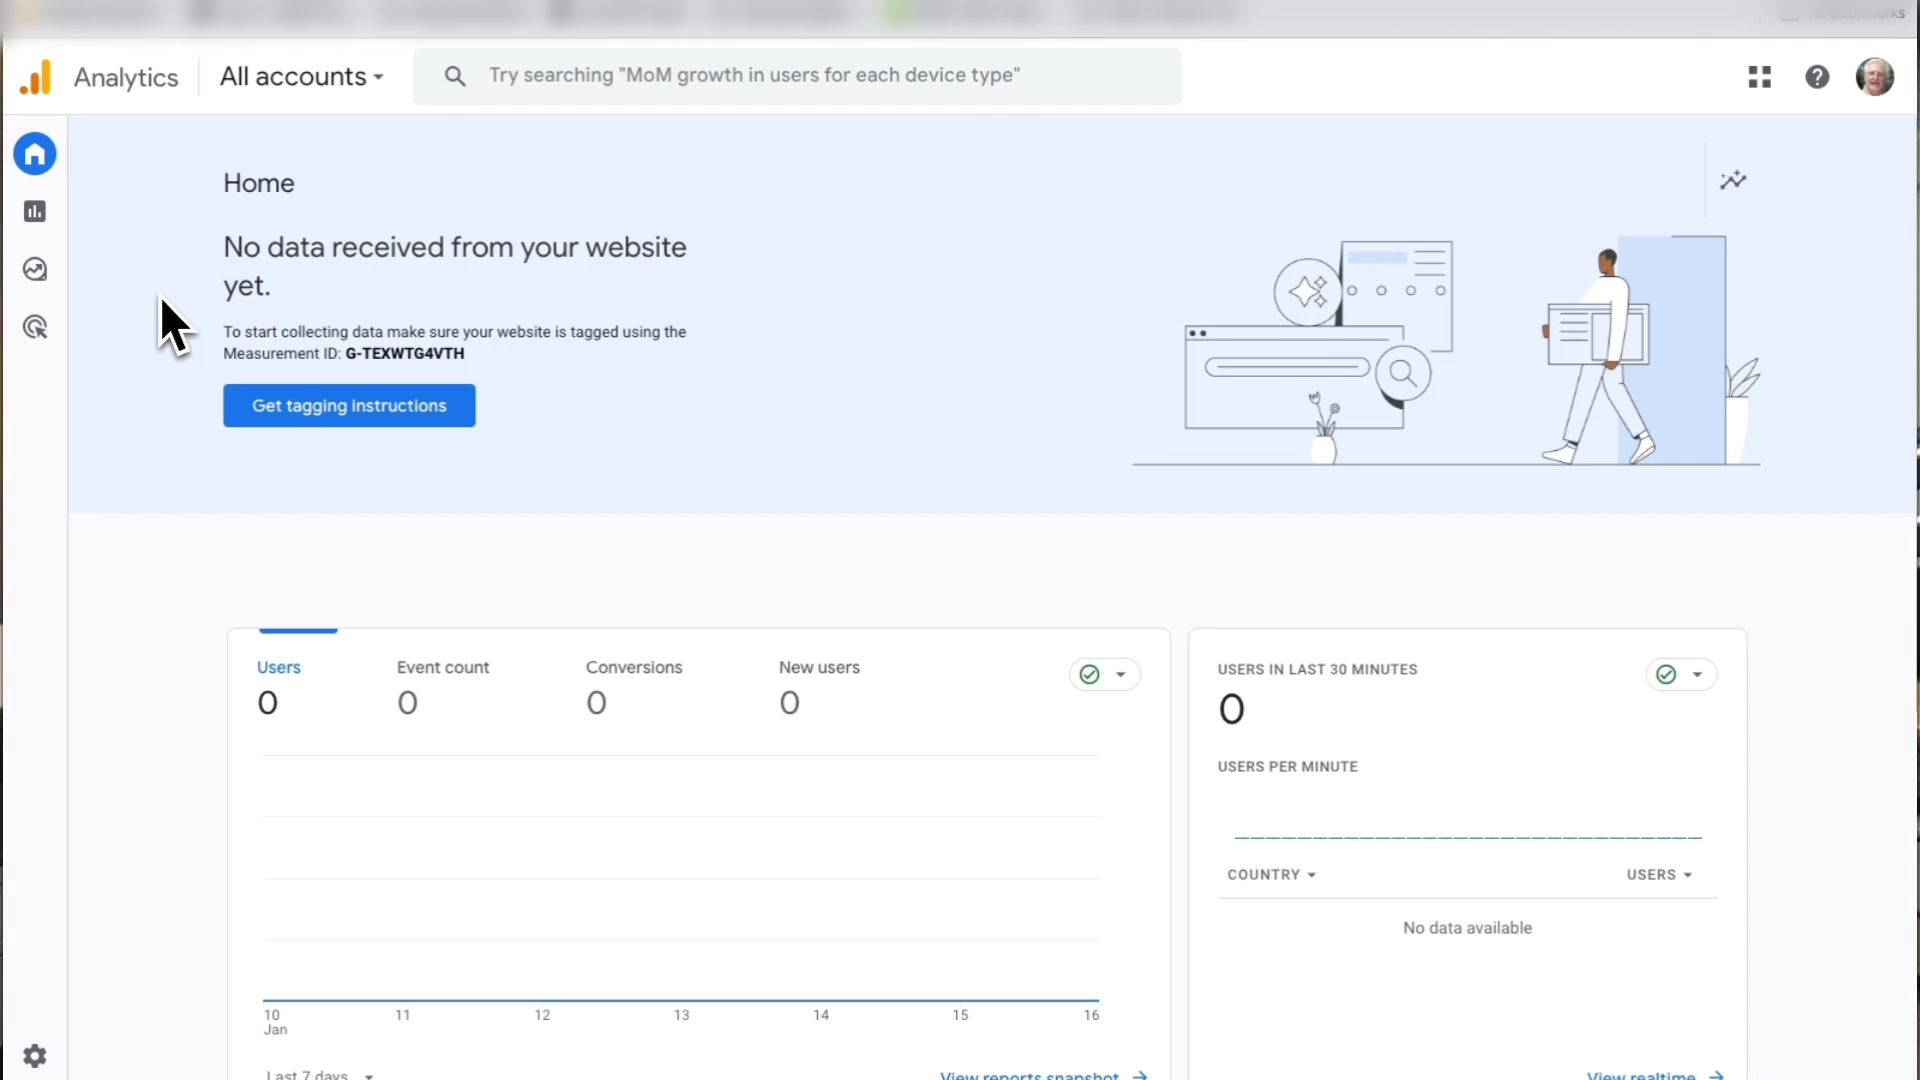 Analytics
All accounts
Try searching "MoM growth in users for each device type"
Home
No data received from your website
yet.
To start collecting data make sure your website is tagged using the
Measurement ID: G-TEXWTG4VTH
Get tagging instructions
Users
0
Event count
0
Conversions
0
New users
0
10
Jan
11
12
13
14
15
16
Last 7 days
View reports snapshot
USERS IN LAST 30 MINUTES
0
USERS PER MINUTE
COUNTRY
USERS
No data available
View realtime